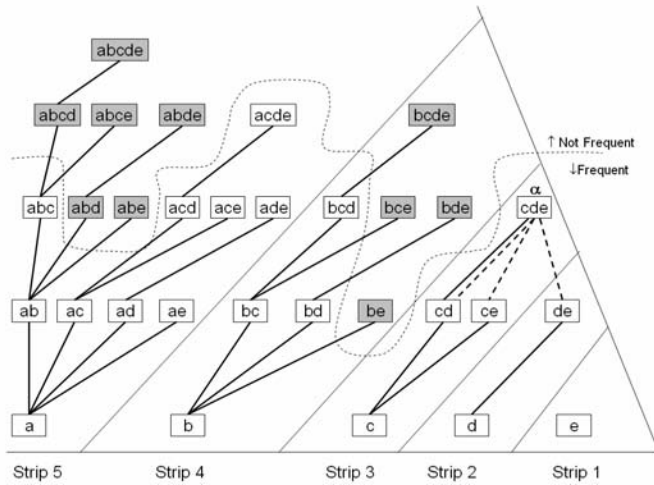 abcde
abcd abce abde acde bcde
↑ Not Frequent
↓Frequent
α
abc abd abe acd ace ade bcd bce bde cde
ab ac ad ae bc bd be cd ce de
a b c d e
Strip 5 Strip 4 Strip 3 Strip 2 Strip 1